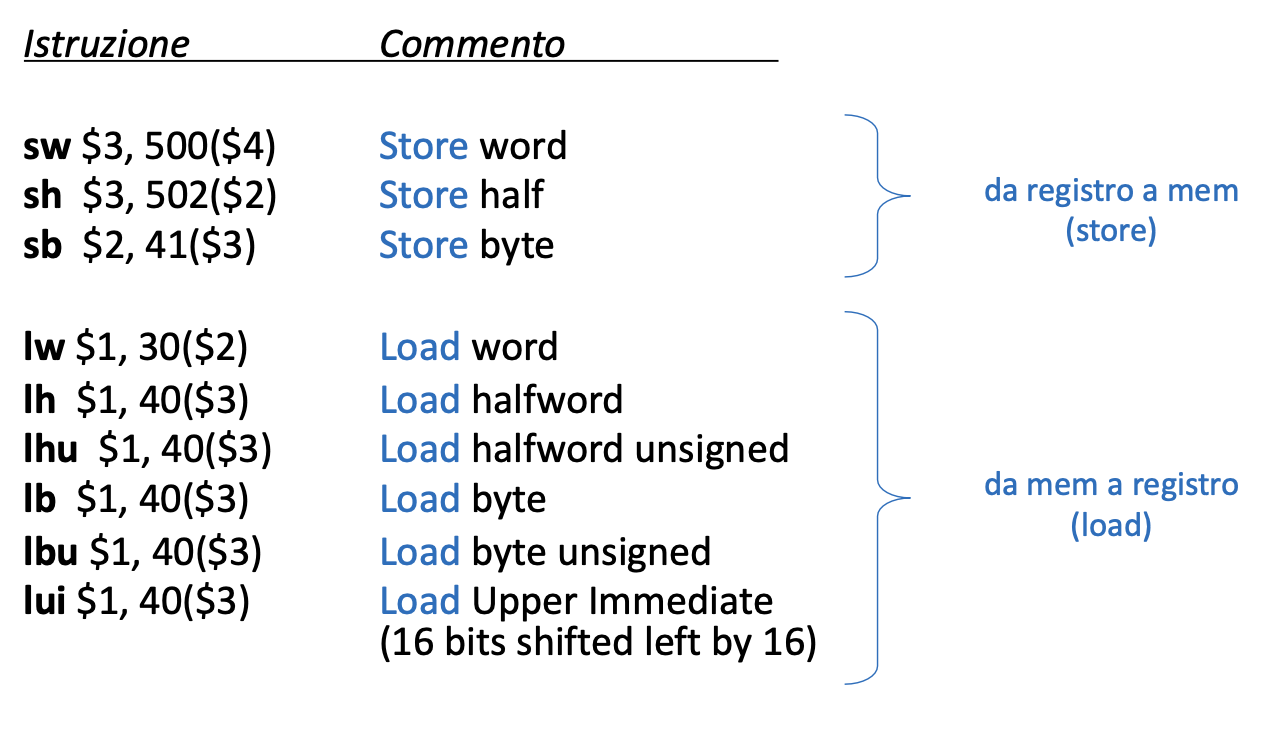 Istruzione Commento
sw $3, 500($4) Store word
sh $3, 502($2) Store half
sb $2, 41($3) Store byte
da registro a mem
(store)
lw $1, 30($2) Load word
lh $1, 40($3) Load halfword
lhu $1, 40($3) Load halfword unsigned
lb $1, 40($3) Load byte
lbu $1, 40($3) Load byte unsigned
lui $1, 40($3) Load Upper Immediate
(16 bits shifted left by 16)
da mem a registro
(load)